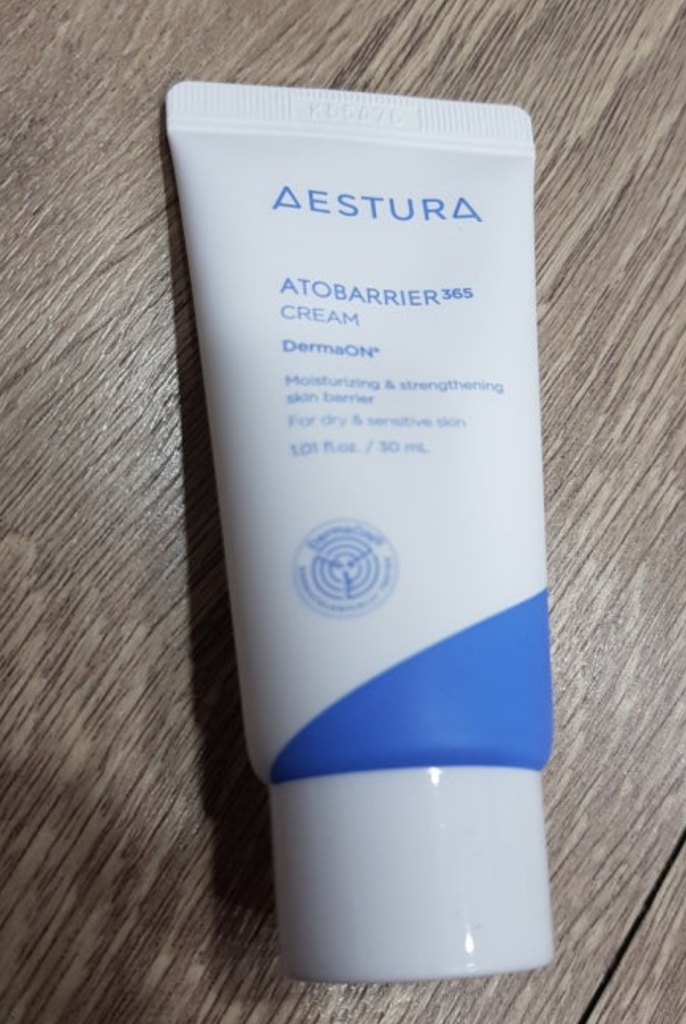 AESTURA
ATOBARRIER³⁶⁵
CREAM
DermaON®
Moisturizing & strengthening
skin barrier
For dry & sensitive skin
1.01 fl.oz. / 30 mL